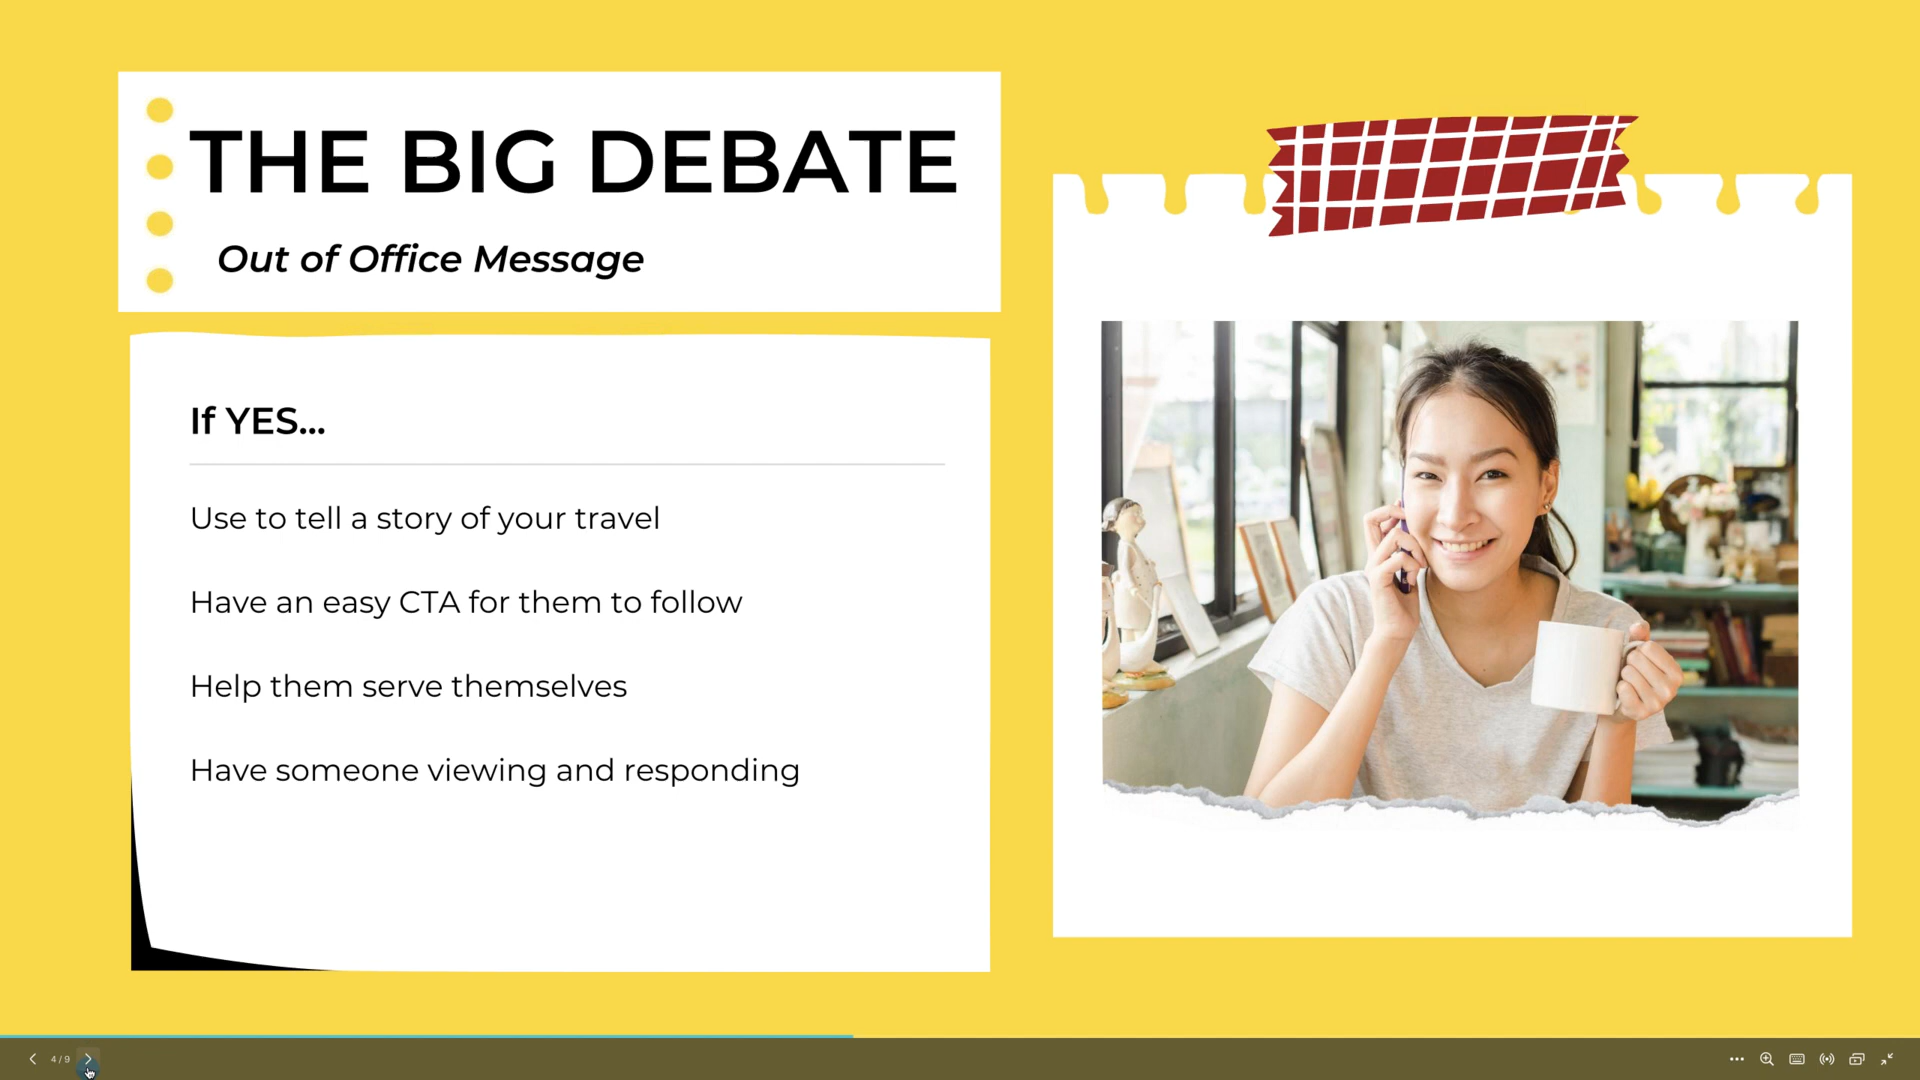 THE BIG DEBATE
Out of Office Message
If YES...
Use to tell a story of your travel
Have an easy CTA for them to follow
Help them serve themselves
Have someone viewing and responding
4/9